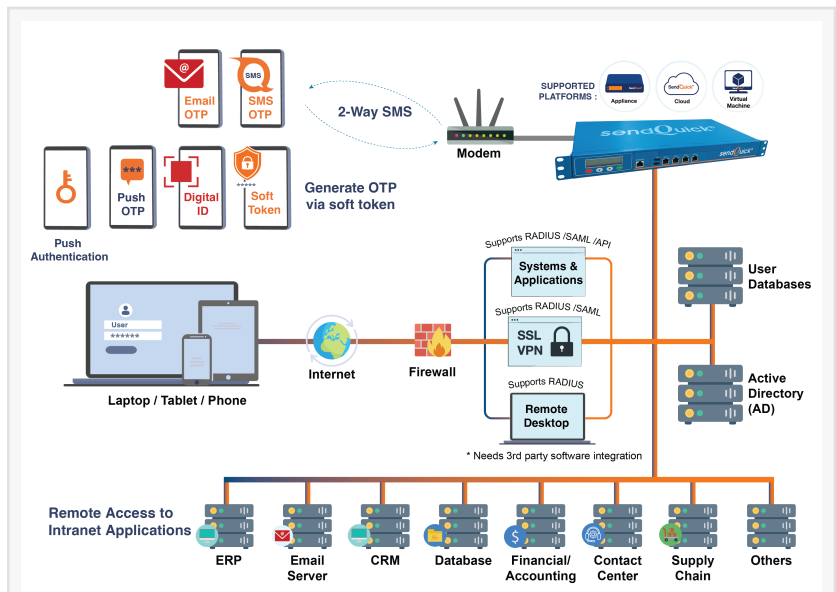 @
Email
OTP
SMS
SMS
OTP
2-Way SMS
Modem
SUPPORTED
PLATFORMS :
Appliance
SendQuick
Cloud
Virtual
Machine
sendQuick
sendQuick
***
Push
OTP
Digital
ID
*****
Soft
Token
Generate OTP
via soft token
Push
Authentication
User
******
Laptop / Tablet / Phone
Internet
Firewall
Supports RADIUS /SAML /API
Systems &
Applications
Supports RADIUS /SAML
SSL
VPN
Supports RADIUS
Remote
Desktop
* Needs 3rd party software integration
User
Databases
Active
Directory
(AD)
Remote Access to
Intranet Applications
ERP
Email
Server
CRM
Database
$
Financial/
Accounting
Contact
Center
Supply
Chain
Others